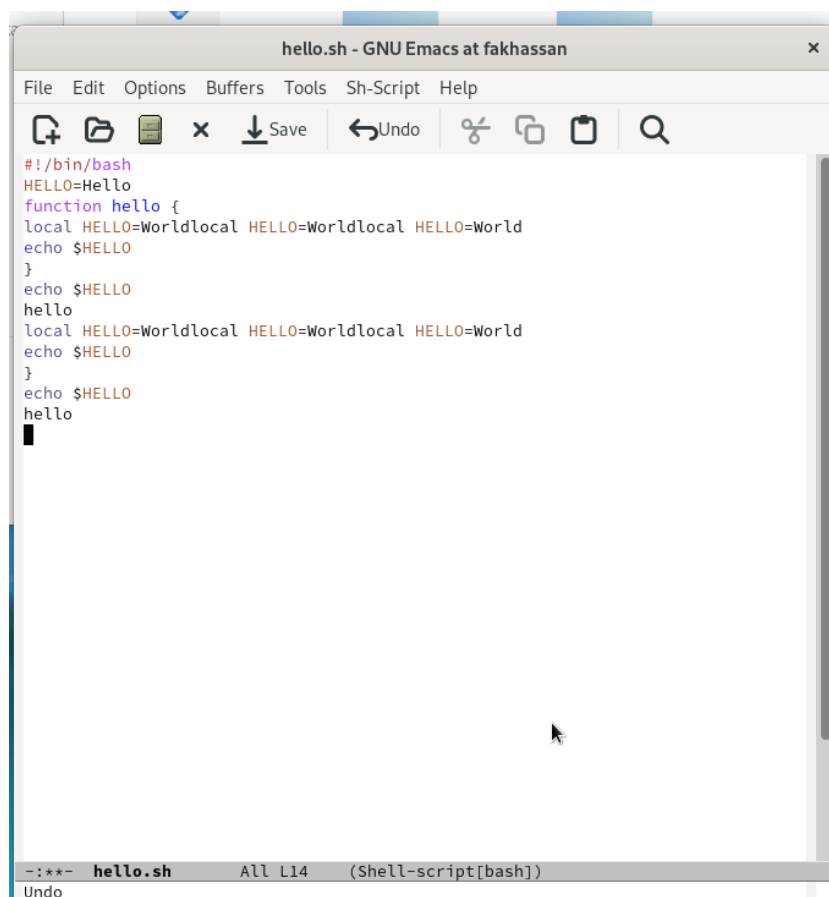 hello.sh - GNU Emacs at fakhassan
File Edit Options Buffers Tools Sh-Script Help
Save Undo
#!/bin/bash
HELLO=Hello
function hello {
local HELLO=Worldlocal HELLO=Worldlocal HELLO=World
echo $HELLO
}
echo $HELLO
hello
local HELLO=Worldlocal HELLO=Worldlocal HELLO=World
echo $HELLO
}
echo $HELLO
hello
-:**- hello.sh All L14 (Shell-script[bash])
Undo